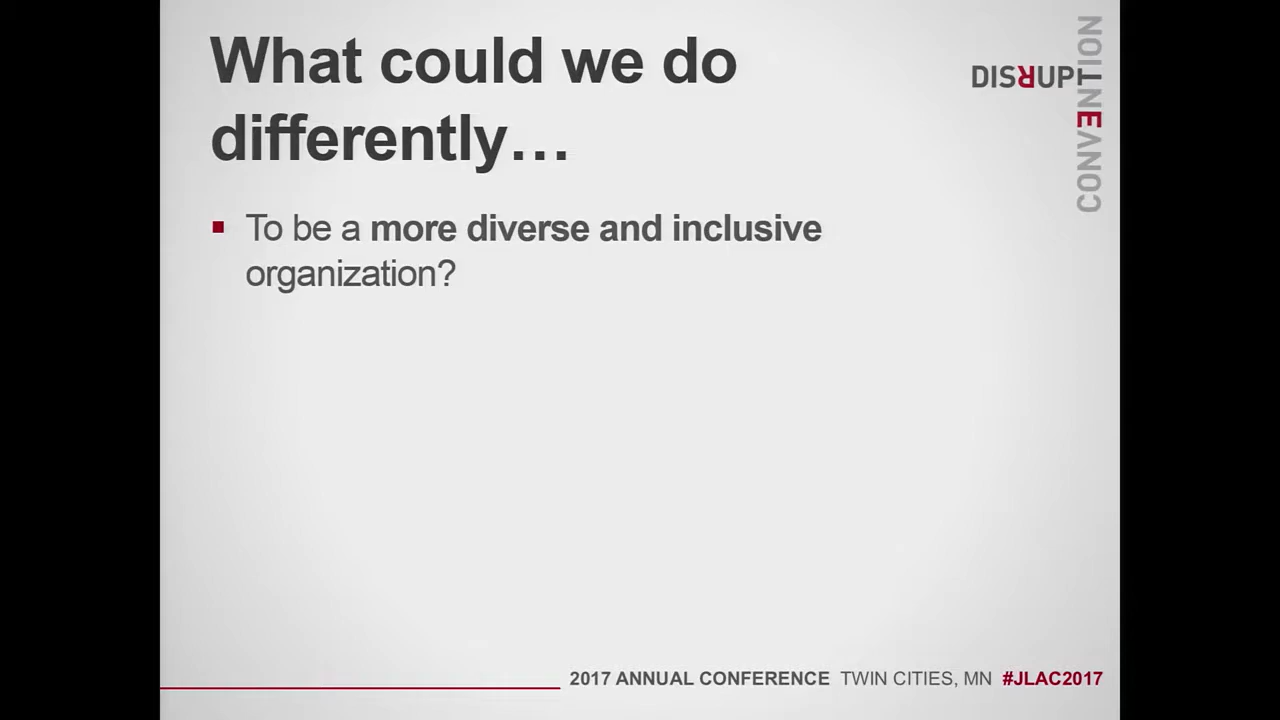 What could we do
differently…
DISRUPT
CONVENTION
To be a more diverse and inclusive
organization?
2017 ANNUAL CONFERENCE TWIN CITIES, MN #JLAC2017